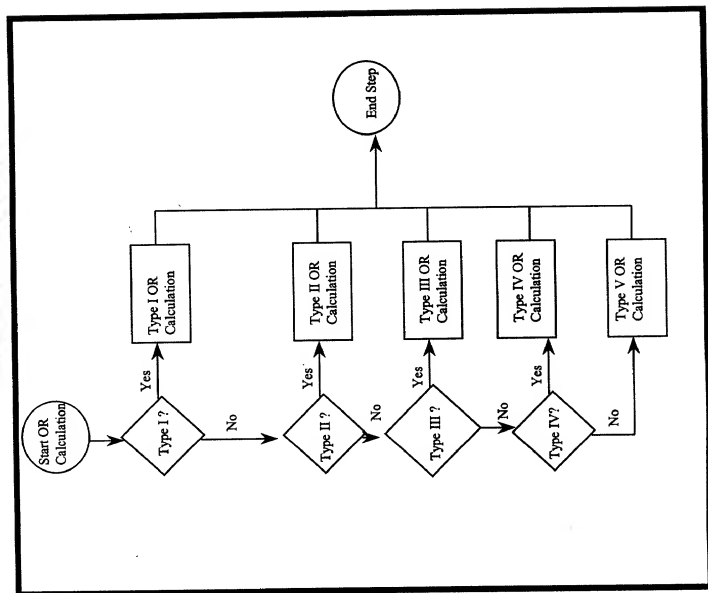 Start OR
Calculation
Type I ?
Yes
Type I OR
Calculation
No
Type II ?
Yes
Type II OR
Calculation
No
Type III ?
Yes
Type III OR
Calculation
No
Type IV?
Yes
Type IV OR
Calculation
No
Type V OR
Calculation
End Step